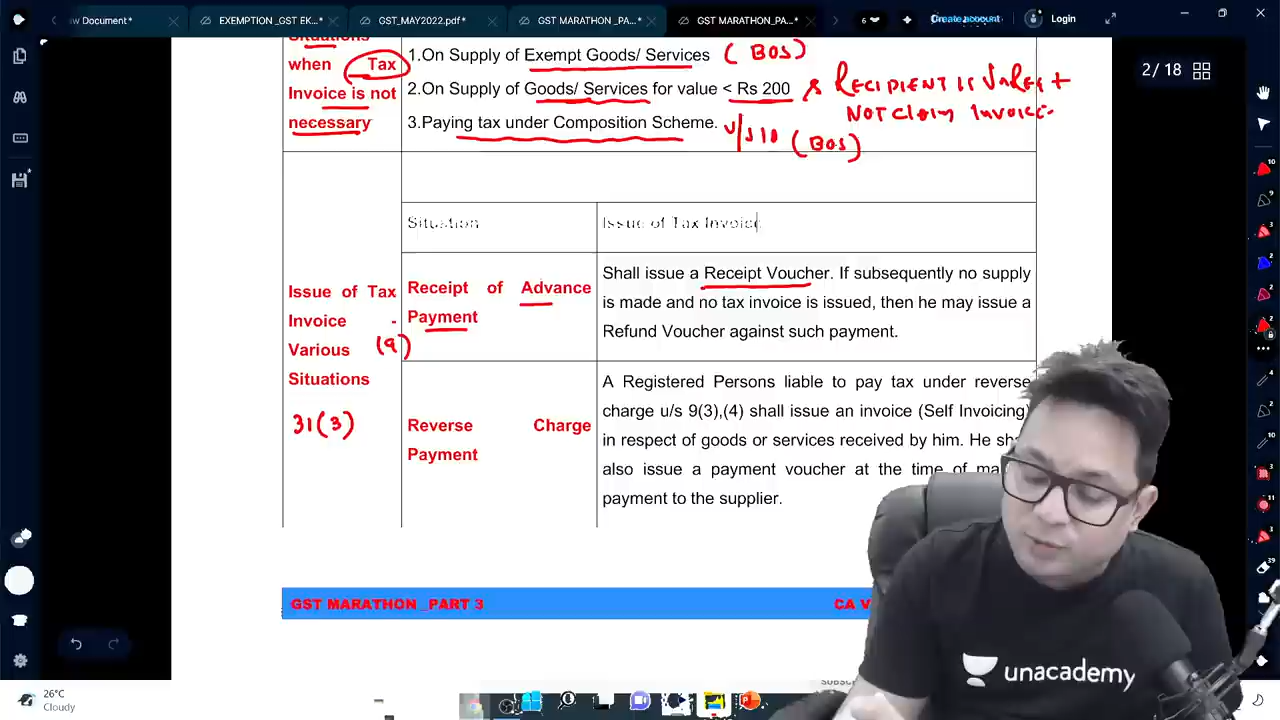 aw Document*
EXEMPTION_GST EK...*
GST_MAY2022.pdf*
GST MARATHON _PA...*
GST MARATHON_PA...*
6
Create account
Login
2/18
Situations
when Tax
Invoice is not
necessary
1.On Supply of Exempt Goods/ Services (BOS)
2.On Supply of Goods/ Services for value < Rs 200 & RECIPIENT IS UNREG +
NOT claim INVOICE
3.Paying tax under Composition Scheme. u/s 10 (BOS)
Situation
Issue of Tax Invoice
Issue of Tax
Invoice -
Various (9)
Situations
31(3)
Receipt of Advance
Payment
Shall issue a Receipt Voucher. If subsequently no supply
is made and no tax invoice is issued, then he may issue a
Refund Voucher against such payment.
Reverse Charge
Payment
A Registered Persons liable to pay tax under reverse
charge u/s 9(3),(4) shall issue an invoice (Self Invoicing)
in respect of goods or services received by him. He sha
also issue a payment voucher at the time of ma
payment to the supplier.
GST MARATHON _PART 3
CA V
unacademy
26°C
Cloudy